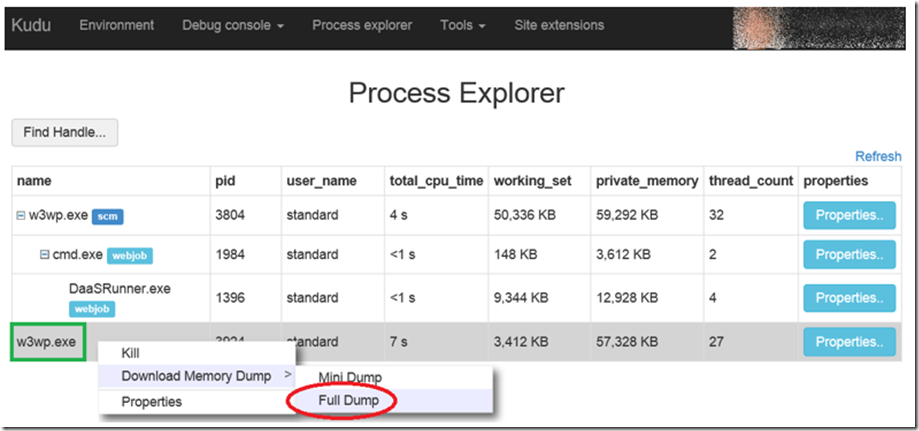 Kudu Environment Debug console Process explorer Tools Site extensions
Process Explorer
Find Handle...
Refresh
name pid user_name total_cpu_time working_set private_memory thread_count properties
w3wp.exe scm 3804 standard 4 s 50,336 KB 59,292 KB 32 Properties..
cmd.exe webjob 1984 standard <1 s 148 KB 3,612 KB 2 Properties..
DaaSRunner.exe
webjob 1396 standard <1 s 9,344 KB 12,928 KB 4 Properties..
w3wp.exe standard 7 s 3,412 KB 57,328 KB 27 Properties..
Kill
Download Memory Dump >
Mini Dump
Properties
Full Dump